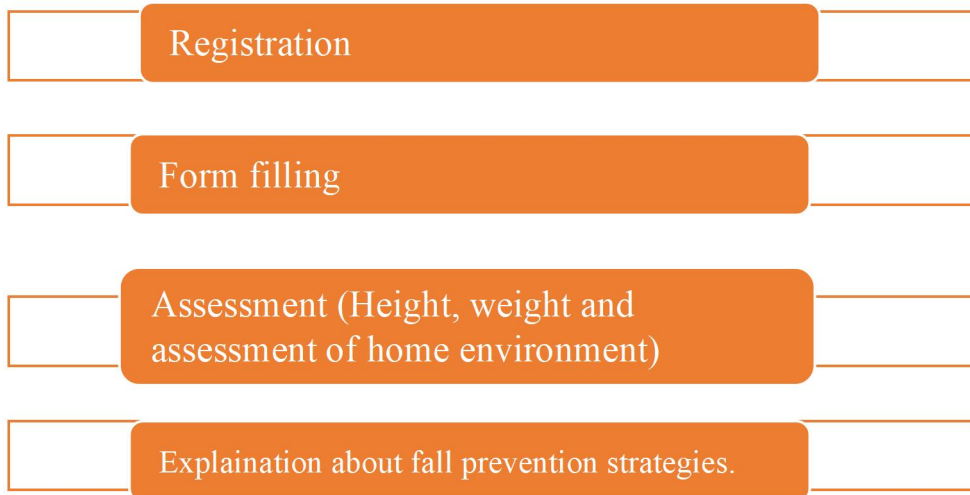 Registration
Form filling
Assessment (Height, weight and
assessment of home environment)
Explaination about fall prevention strategies.